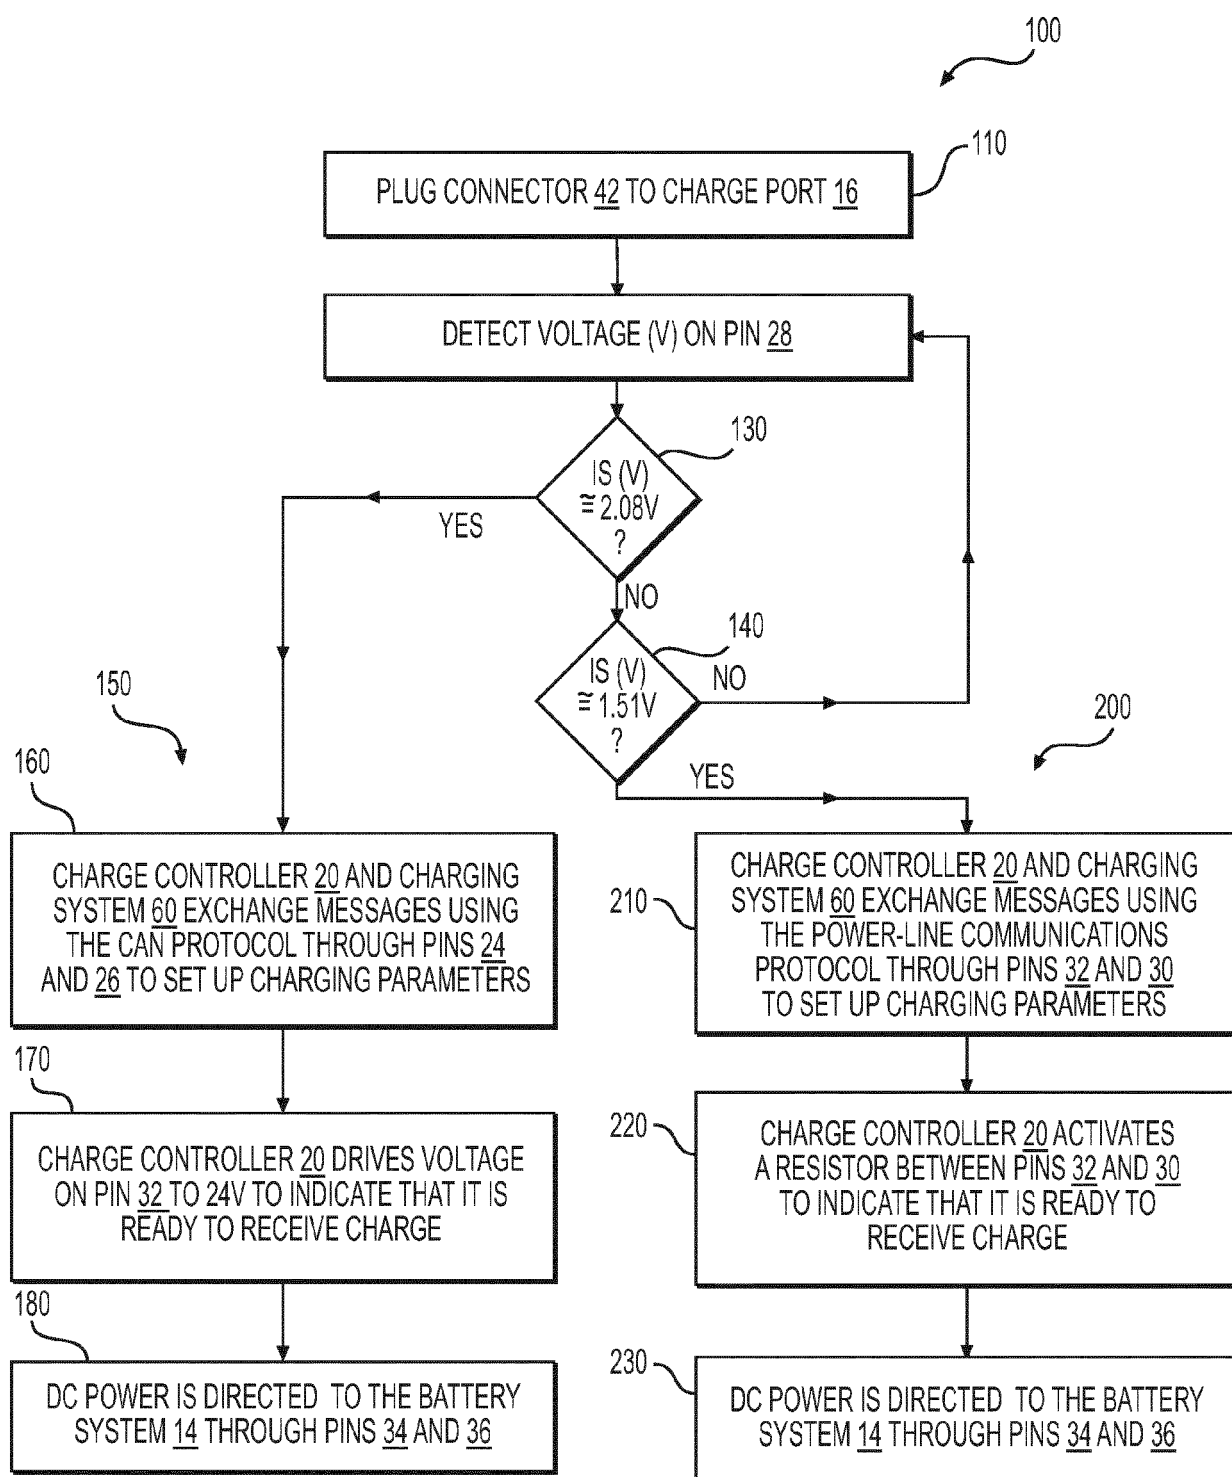 100
110
PLUG CONNECTOR 42 TO CHARGE PORT 16
DETECT VOLTAGE (V) ON PIN 28
130
IS (V)
≅ 2.08V
?
YES
NO
140
IS (V)
≅ 1.51V
?
NO
YES
150
200
160
CHARGE CONTROLLER 20 AND CHARGING
SYSTEM 60 EXCHANGE MESSAGES USING
THE CAN PROTOCOL THROUGH PINS 24
AND 26 TO SET UP CHARGING PARAMETERS
210
CHARGE CONTROLLER 20 AND CHARGING
SYSTEM 60 EXCHANGE MESSAGES USING
THE POWER-LINE COMMUNICATIONS
PROTOCOL THROUGH PINS 32 AND 30
TO SET UP CHARGING PARAMETERS
170
CHARGE CONTROLLER 20 DRIVES VOLTAGE
ON PIN 32 TO 24V TO INDICATE THAT IT IS
READY TO RECEIVE CHARGE
220
CHARGE CONTROLLER 20 ACTIVATES
A RESISTOR BETWEEN PINS 32 AND 30
TO INDICATE THAT IT IS READY TO
RECEIVE CHARGE
180
DC POWER IS DIRECTED TO THE BATTERY
SYSTEM 14 THROUGH PINS 34 AND 36
230
DC POWER IS DIRECTED TO THE BATTERY
SYSTEM 14 THROUGH PINS 34 AND 36